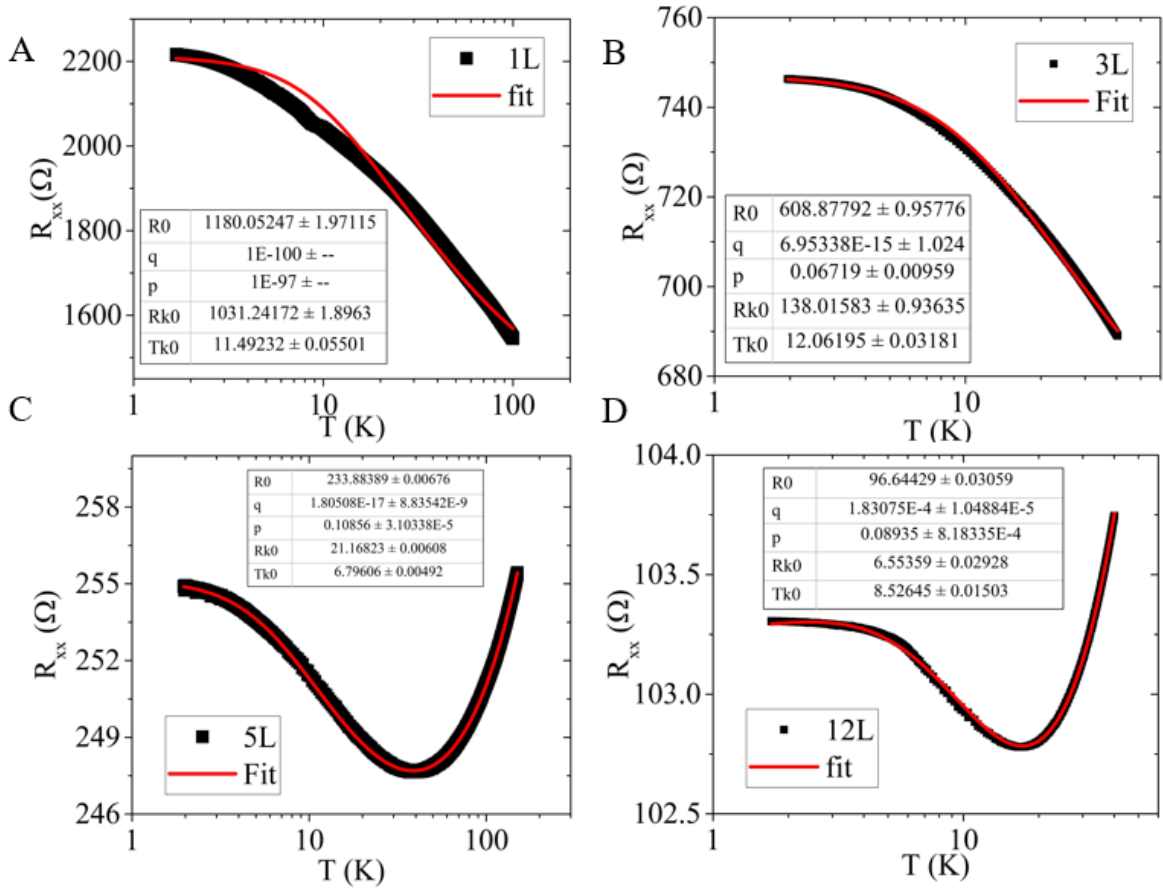 A
2200
2000
1800
1600
R_xx(Ω)
1L
fit
R0 1180.05247 ± 1.97115
q 1E-100 ± --
p 1E-97 ± --
Rk0 1031.24172 ± 1.8963
Tk0 11.49232 ± 0.05501
1 10 100
T (K)
B
760
740
720
700
680
R_xx (Ω)
3L
Fit
R0 608.87792 ± 0.95776
q 6.95338E-15 ± 1.024
p 0.06719 ± 0.00959
Rk0 138.01583 ± 0.93635
Tk0 12.06195 ± 0.03181
1 10
T (K)
C
258
255
252
249
246
R_xx (Ω)
R0 233.88389 ± 0.00676
q 1.80508E-17 ± 8.83542E-9
p 0.10856 ± 3.10338E-5
Rk0 21.16823 ± 0.00608
Tk0 6.79606 ± 0.00492
5L
Fit
1 10 100
T (K)
D
104.0
103.5
103.0
102.5
R_xx (Ω)
R0 96.64429 ± 0.03059
q 1.83075E-4 ± 1.04884E-5
p 0.08935 ± 8.18335E-4
Rk0 6.55359 ± 0.02928
Tk0 8.52645 ± 0.01503
12L
fit
1 10
T (K)